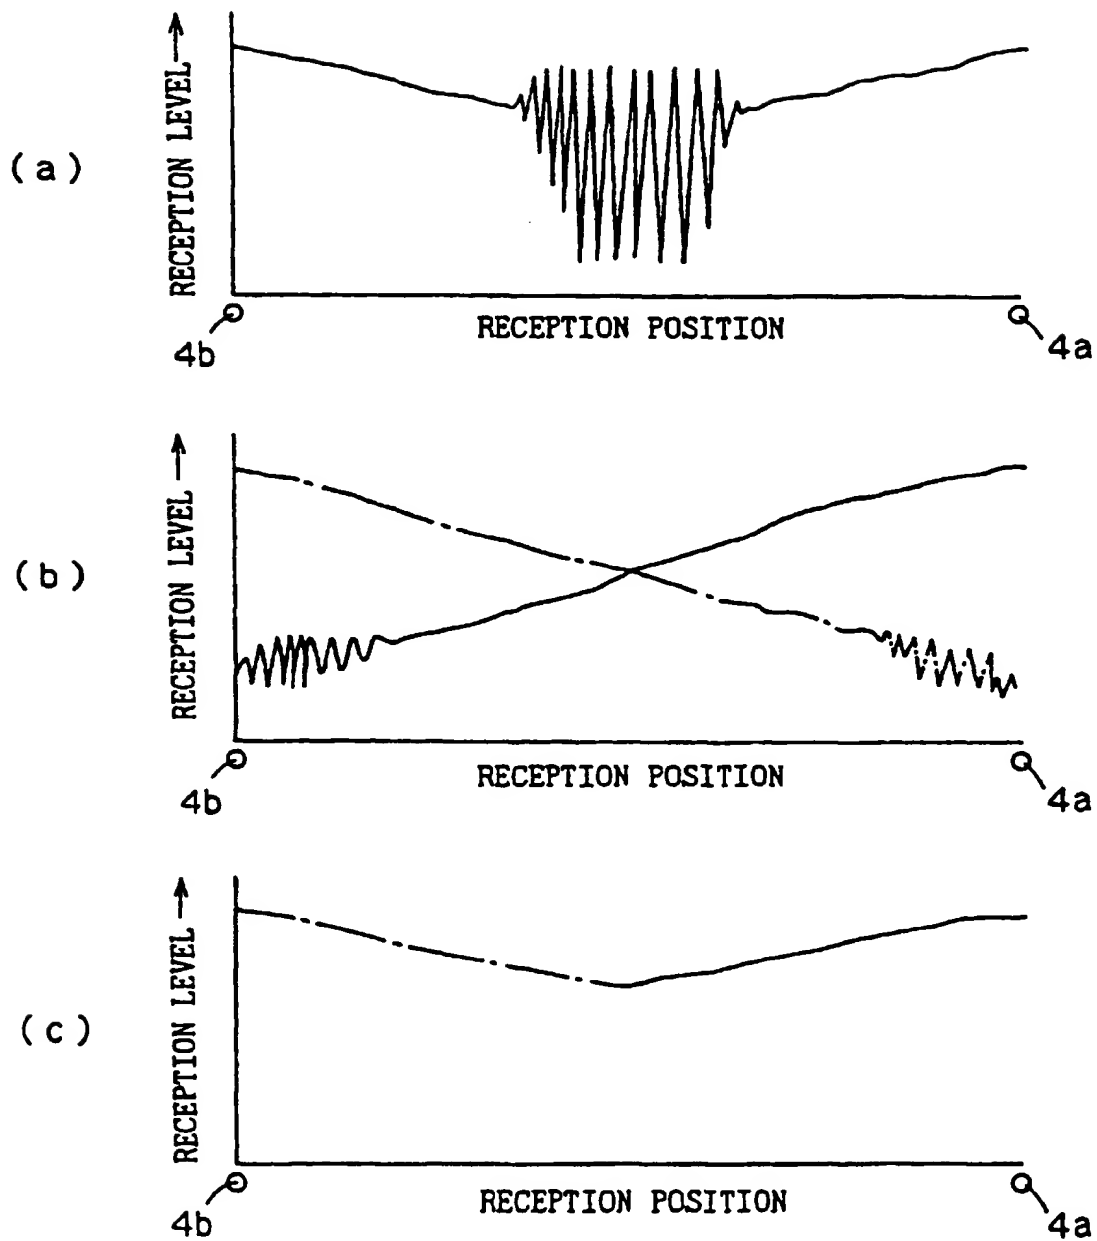 (a)
RECEPTION LEVEL→
RECEPTION POSITION
4b
4a
(b)
RECEPTION LEVEL→
RECEPTION POSITION
4b
4a
(c)
RECEPTION LEVEL→
RECEPTION POSITION
4b
4a